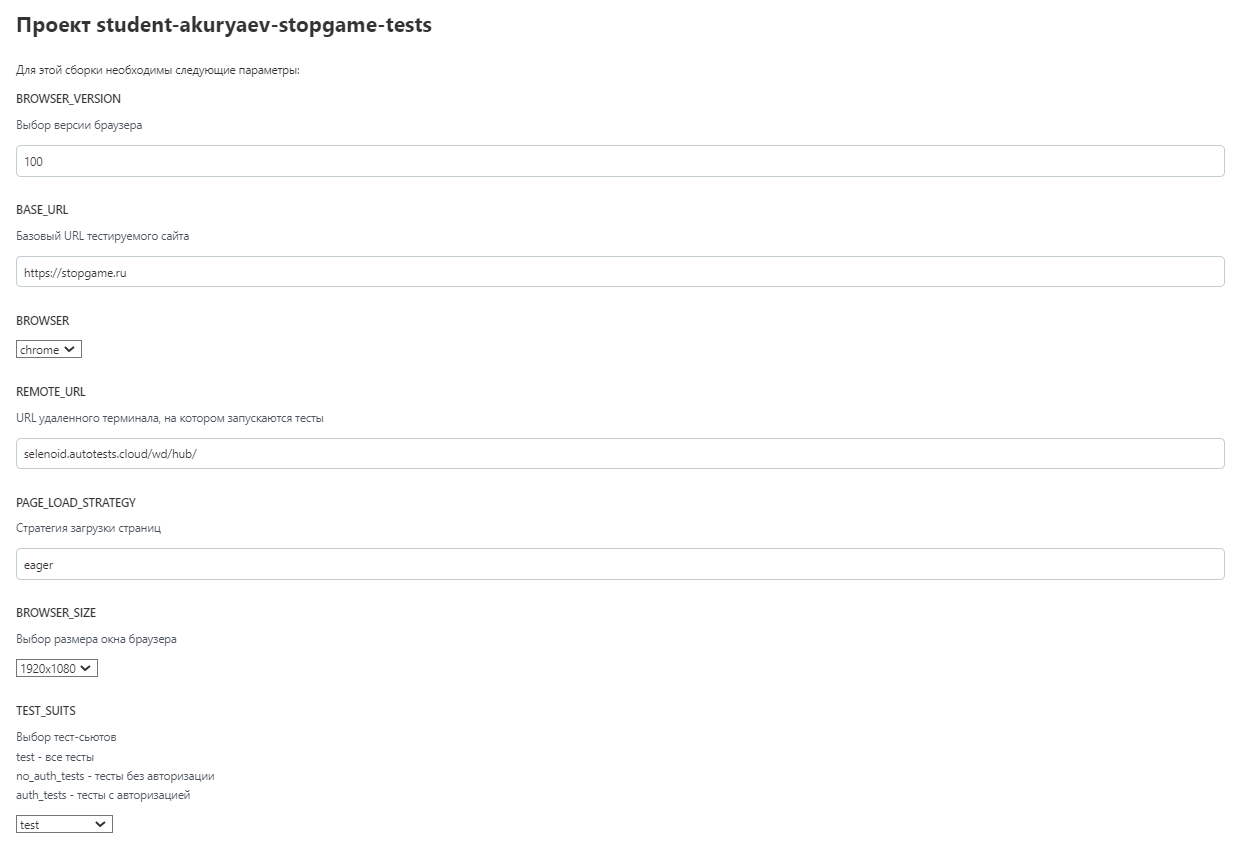 Проект student-akuryaev-stopgame-tests
Для этой сборки необходимы следующие параметры:
BROWSER_VERSION
Выбор версии браузера
100
BASE_URL
Базовый URL тестируемого сайта
https://stopgame.ru
BROWSER
chrome
REMOTE_URL
URL удаленного терминала, на котором запускаются тесты
selenoid.autotests.cloud/wd/hub/
PAGE_LOAD_STRATEGY
Стратегия загрузки страниц
eager
BROWSER_SIZE
Выбор размера окна браузера
1920x1080
TEST_SUITS
Выбор тест-сьютов
test - все тесты
no_auth_tests - тесты без авторизации
auth_tests - тесты с авторизацией
test